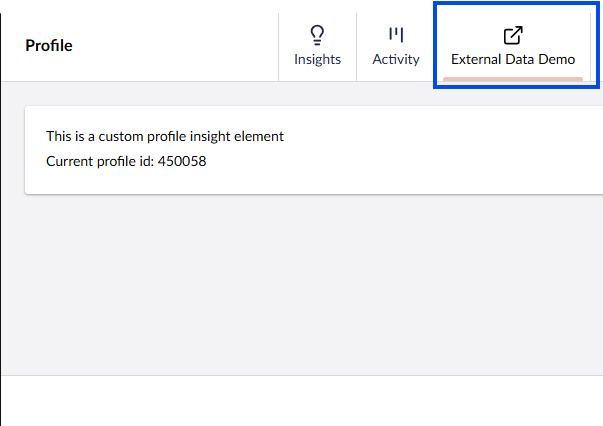 Profile
Insights
Activity
External Data Demo
This is a custom profile insight element
Current profile id: 450058